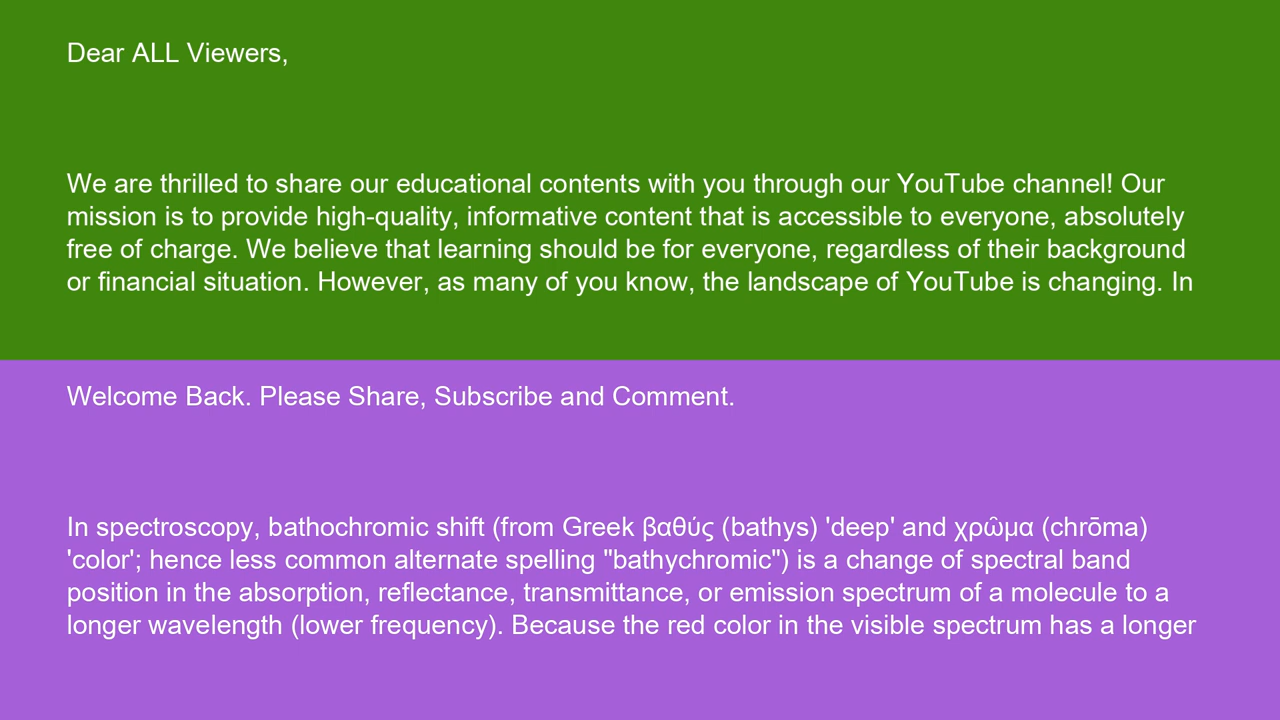 Dear ALL Viewers,
We are thrilled to share our educational contents with you through our YouTube channel! Our
mission is to provide high-quality, informative content that is accessible to everyone, absolutely
free of charge. We believe that learning should be for everyone, regardless of their background
or financial situation. However, as many of you know, the landscape of YouTube is changing. In
Welcome Back. Please Share, Subscribe and Comment.
In spectroscopy, bathochromic shift (from Greek βαθύς (bathys) 'deep' and χρῶμα (chrōma)
'color'; hence less common alternate spelling "bathychromic") is a change of spectral band
position in the absorption, reflectance, transmittance, or emission spectrum of a molecule to a
longer wavelength (lower frequency). Because the red color in the visible spectrum has a longer